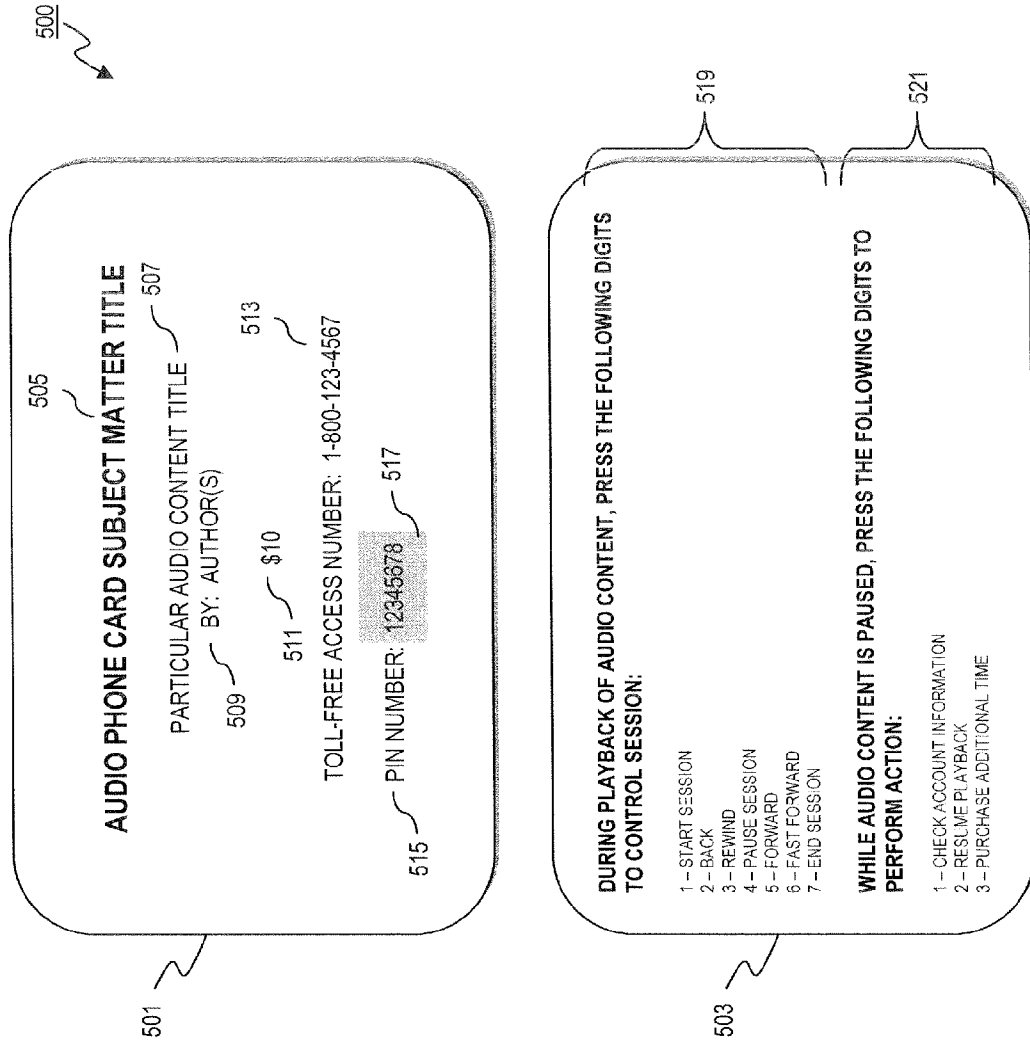 500
501
505
AUDIO PHONE CARD SUBJECT MATTER TITLE
PARTICULAR AUDIO CONTENT TITLE 507
509 BY: AUTHOR(S)
511 $10
513
TOLL-FREE ACCESS NUMBER: 1-800-123-4567
515 PIN NUMBER: 12345678 517
503
DURING PLAYBACK OF AUDIO CONTENT, PRESS THE FOLLOWING DIGITS
TO CONTROL SESSION:
1 – START SESSION
2 – BACK
3 – REWIND
4 – PAUSE SESSION
5 – FORWARD
6 – FAST FORWARD
7 – END SESSION
519
WHILE AUDIO CONTENT IS PAUSED, PRESS THE FOLLOWING DIGITS TO
PERFORM ACTION:
1 – CHECK ACCOUNT INFORMATION
2 – RESUME PLAYBACK
3 – PURCHASE ADDITIONAL TIME
521